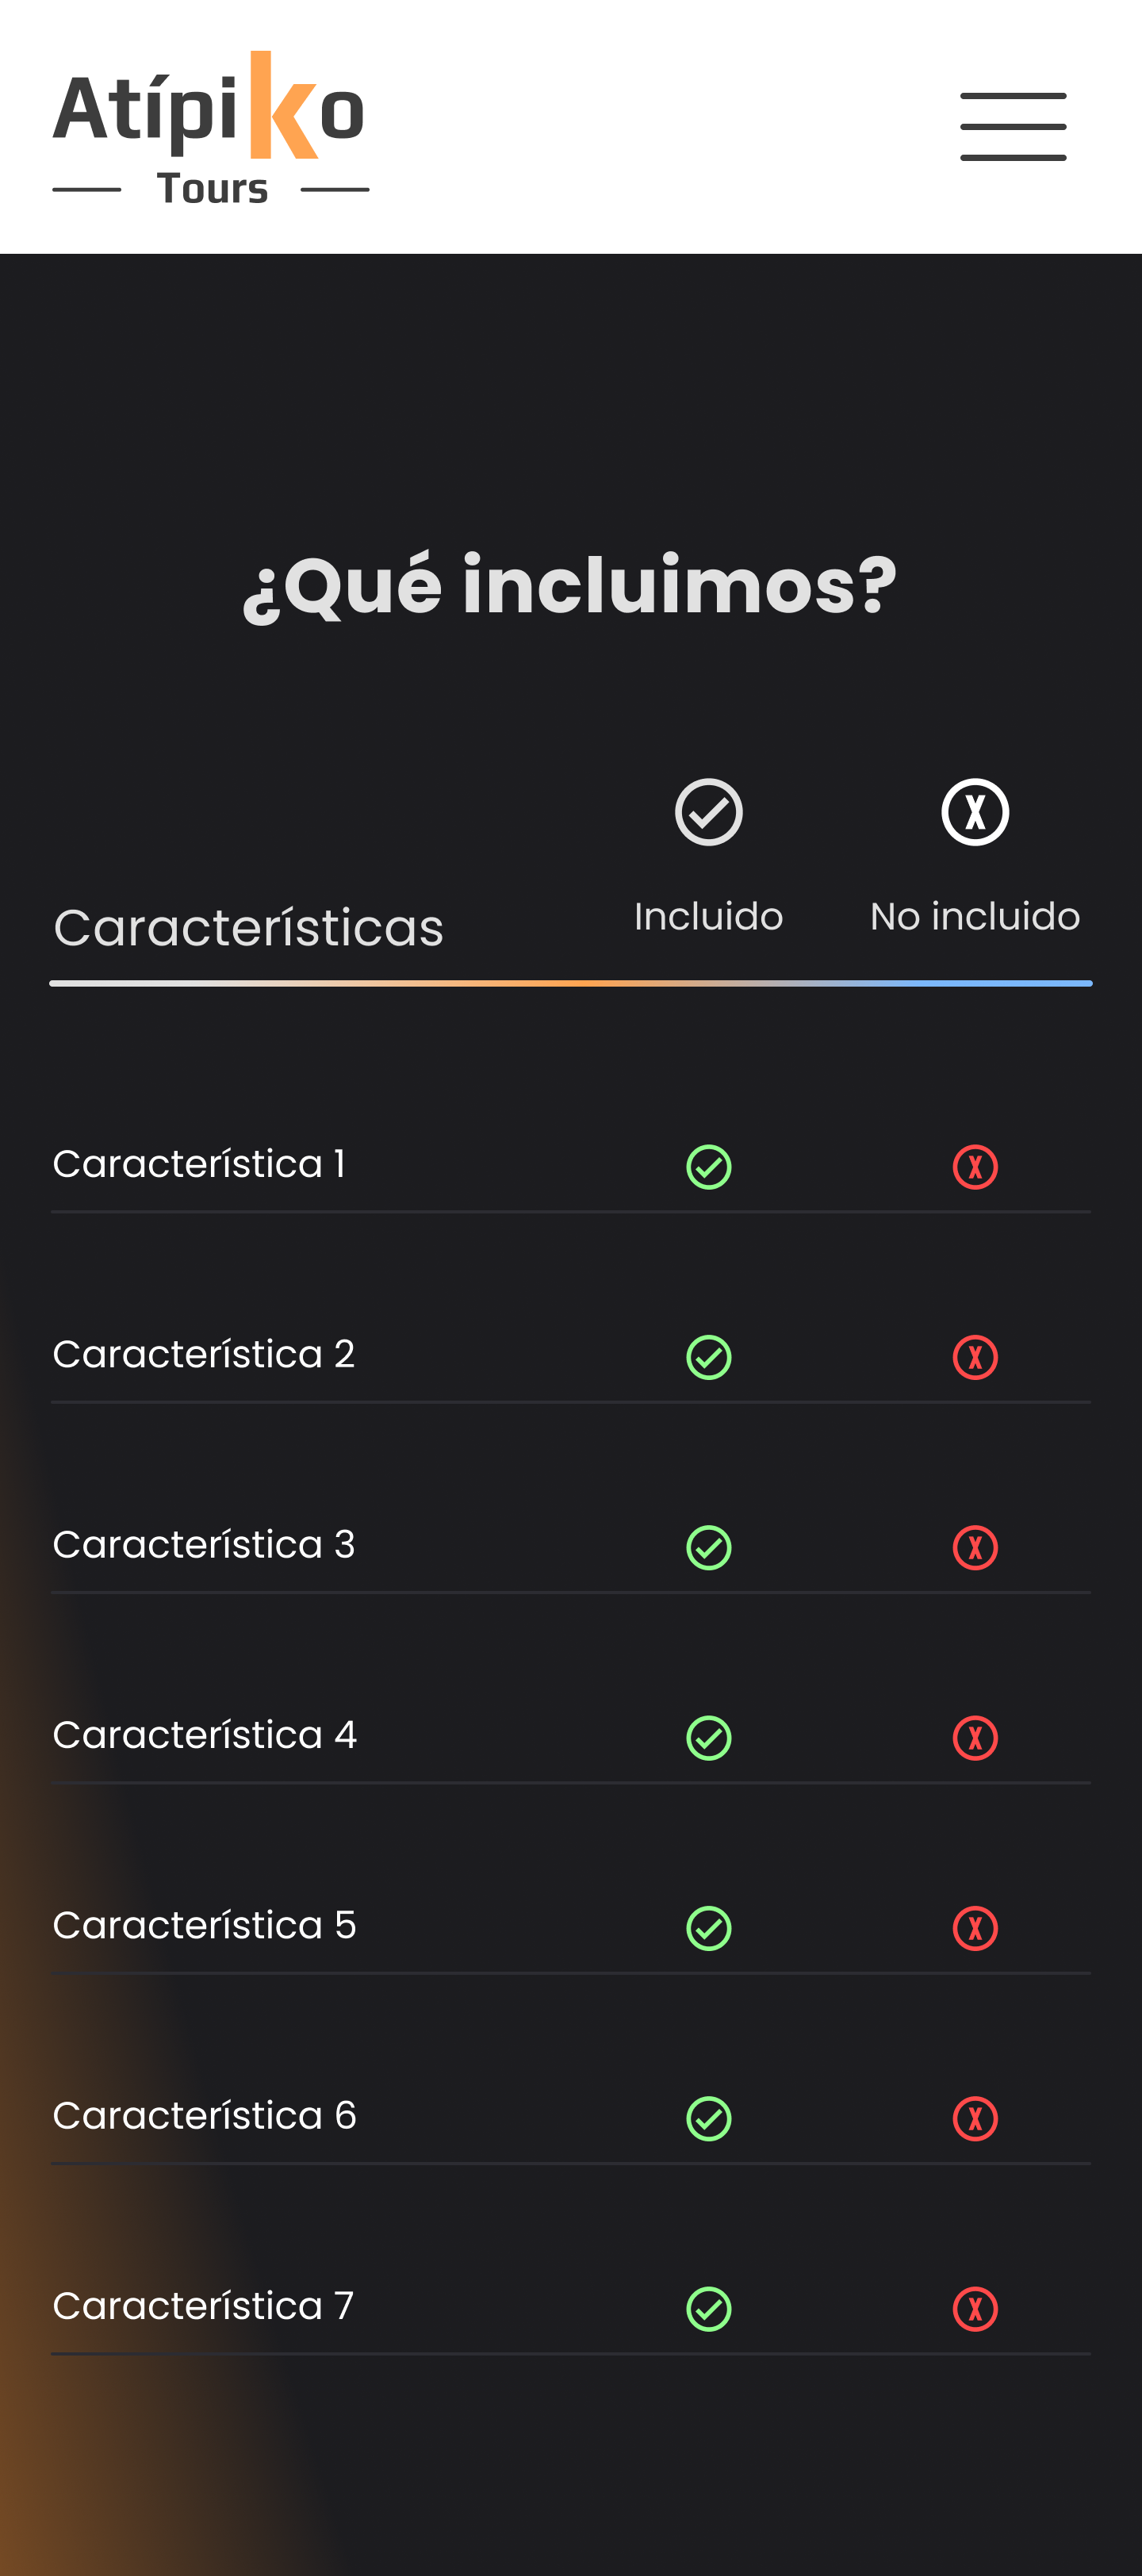 Atípiko
Tours
¿Qué incluimos?
Características
Incluido
No incluido
Característica 1
Característica 2
Característica 3
Característica 4
Característica 5
Característica 6
Característica 7